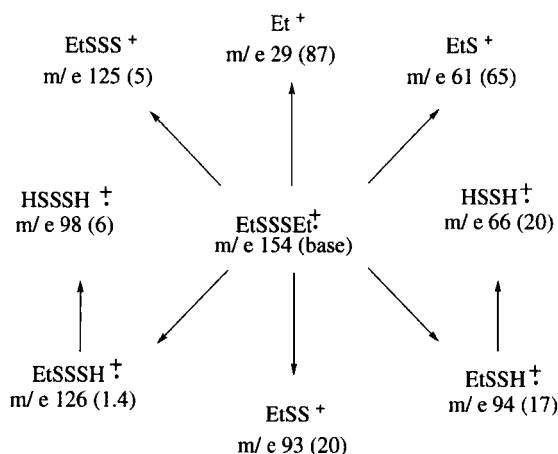 EtSSS +
m/ e 125 (5)
Et +
m/ e 29 (87)
EtS +
m/ e 61 (65)
HSSSH +.
m/ e 98 (6)
EtSSSEt +.
m/ e 154 (base)
HSSH +.
m/ e 66 (20)
EtSSSH +.
m/ e 126 (1.4)
EtSS +
m/ e 93 (20)
EtSSH +.
m/ e 94 (17)